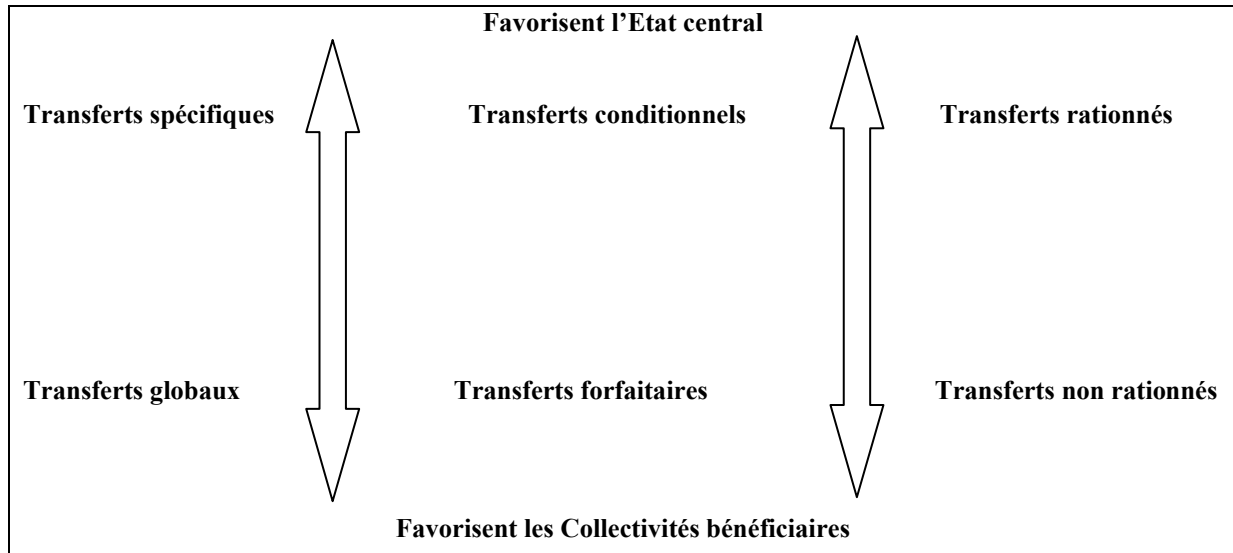 Favorisent l’Etat central
Transferts spécifiques Transferts conditionnels Transferts rationnés
Transferts globaux Transferts forfaitaires Transferts non rationnés
Favorisent les Collectivités bénéficiaires